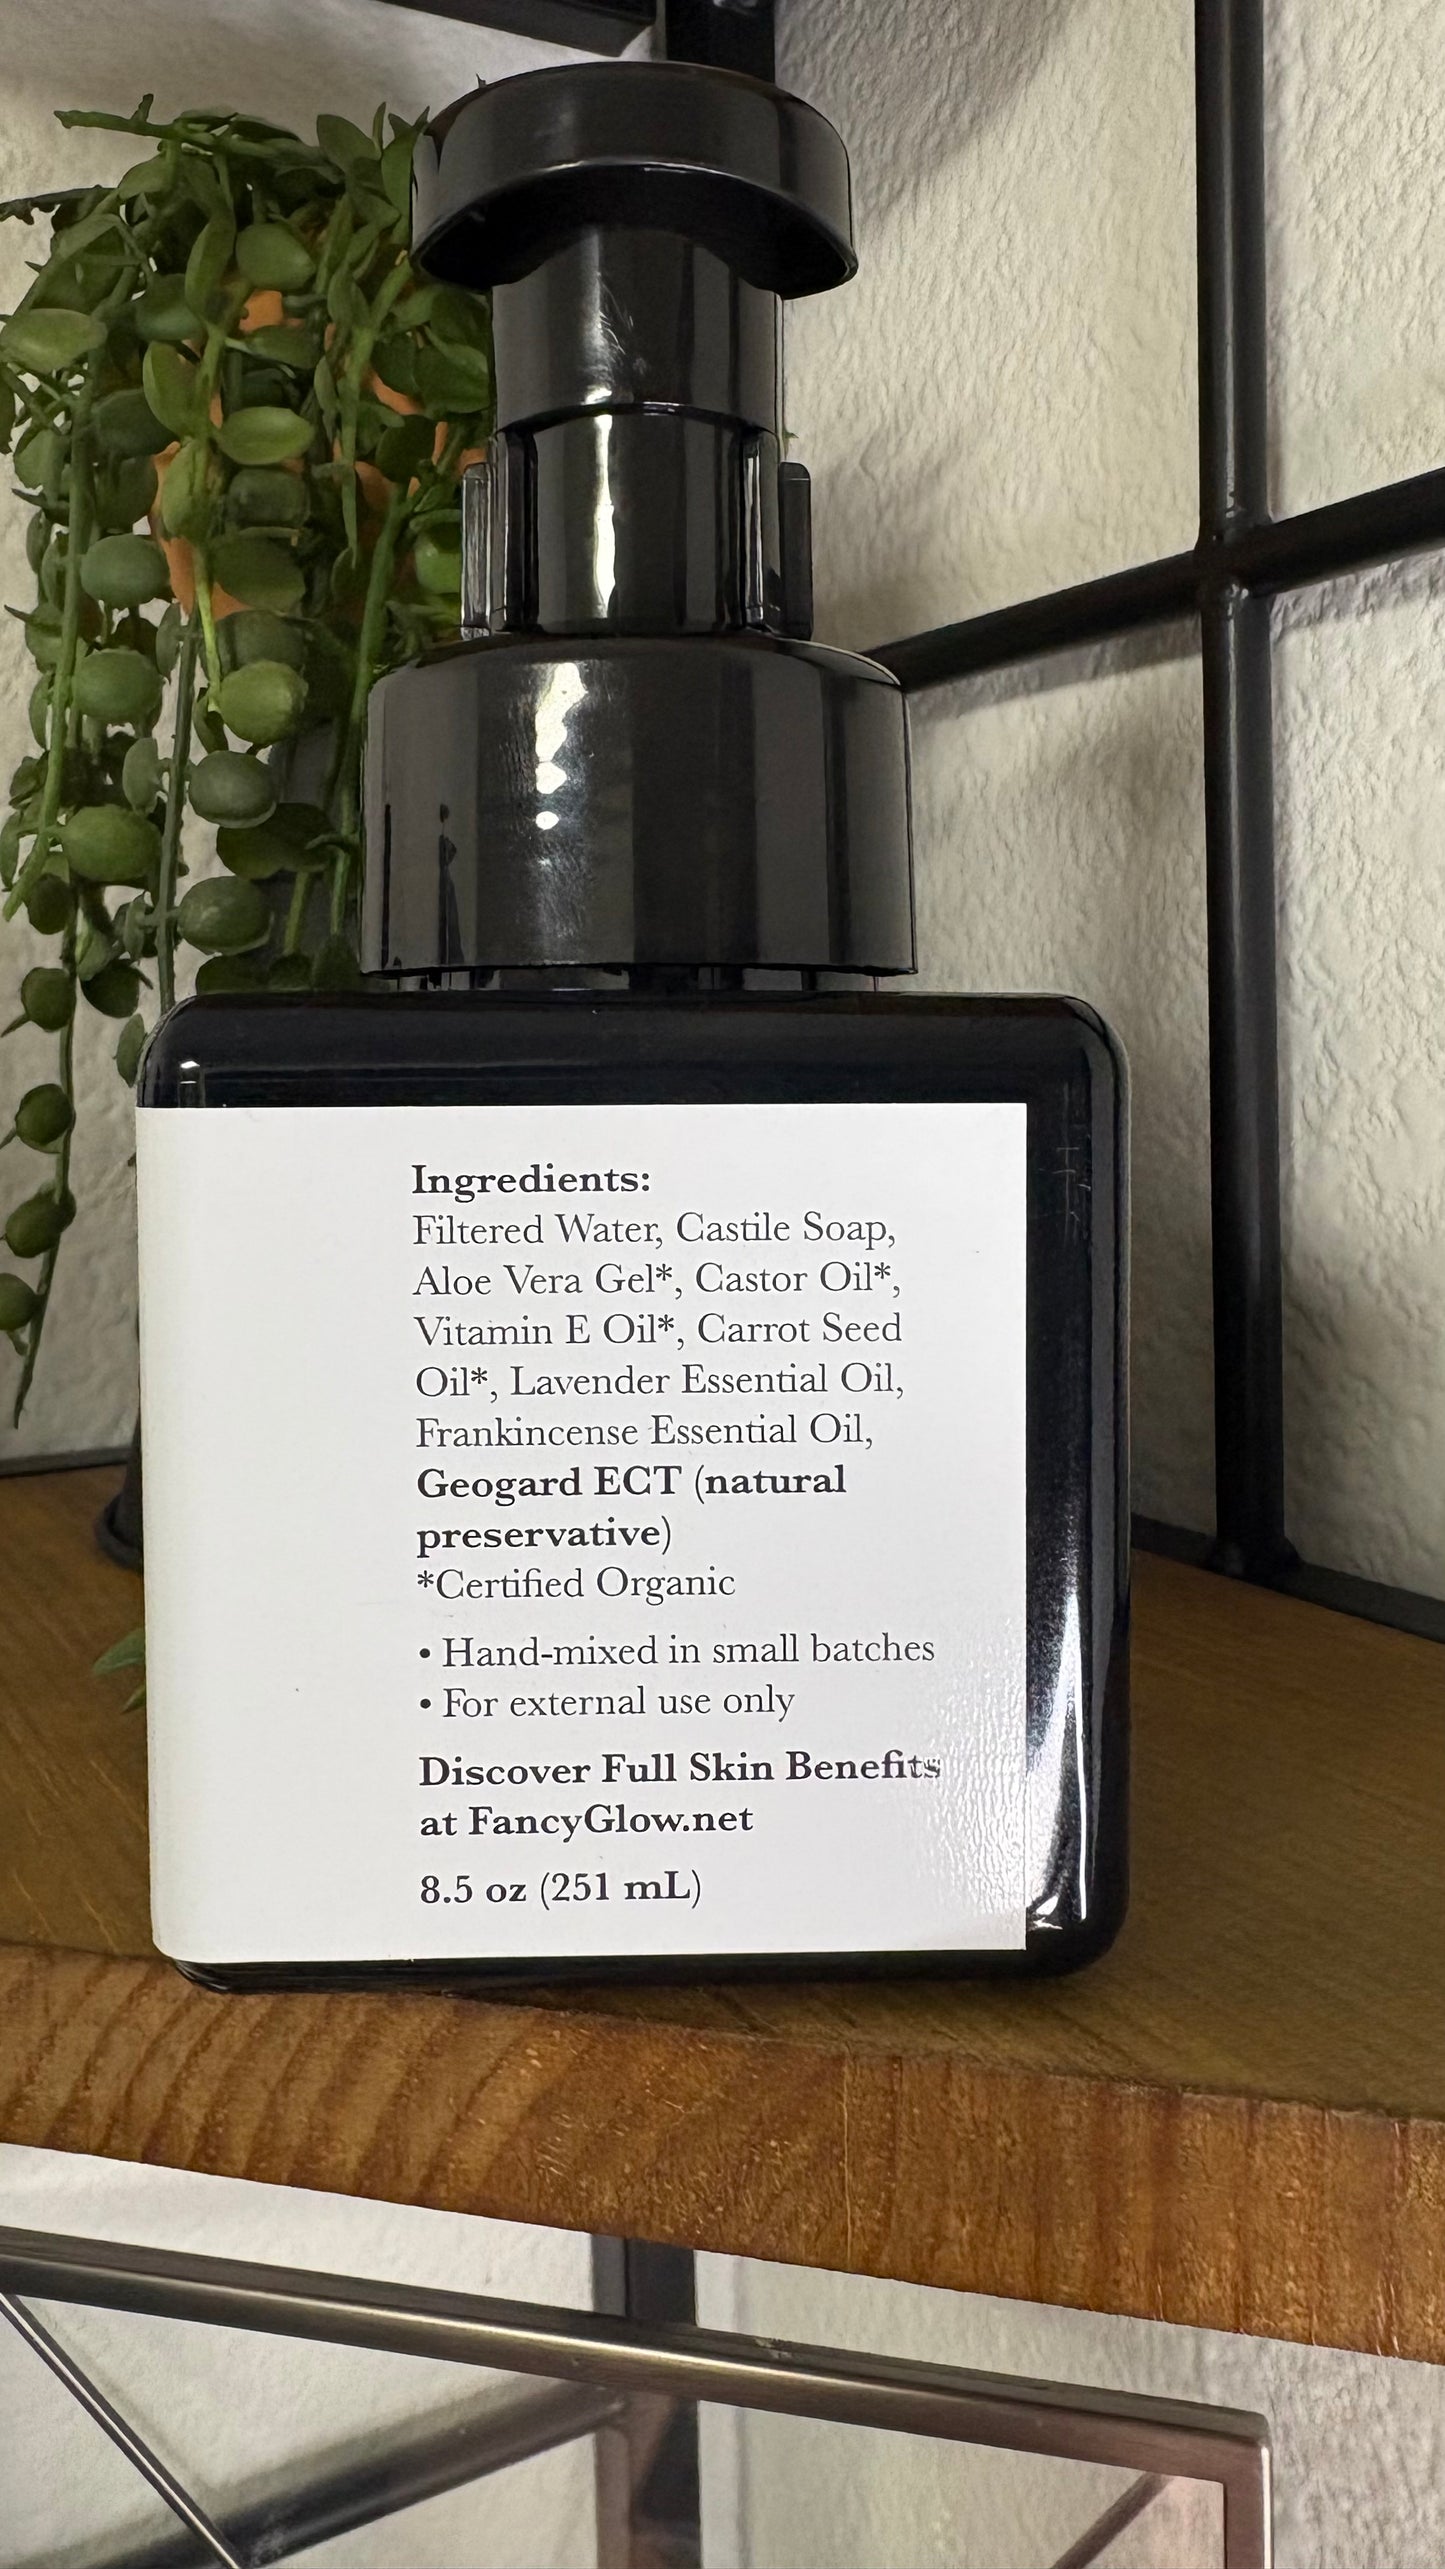 Ingredients:
Filtered Water, Castile Soap,
Aloe Vera Gel*, Castor Oil*,
Vitamin E Oil*, Carrot Seed
Oil*, Lavender Essential Oil,
Frankincense Essential Oil,
Geogard ECT (natural
preservative)
*Certified Organic
• Hand-mixed in small batches
• For external use only
Discover Full Skin Benefits
at FancyGlow.net
8.5 oz (251 mL)